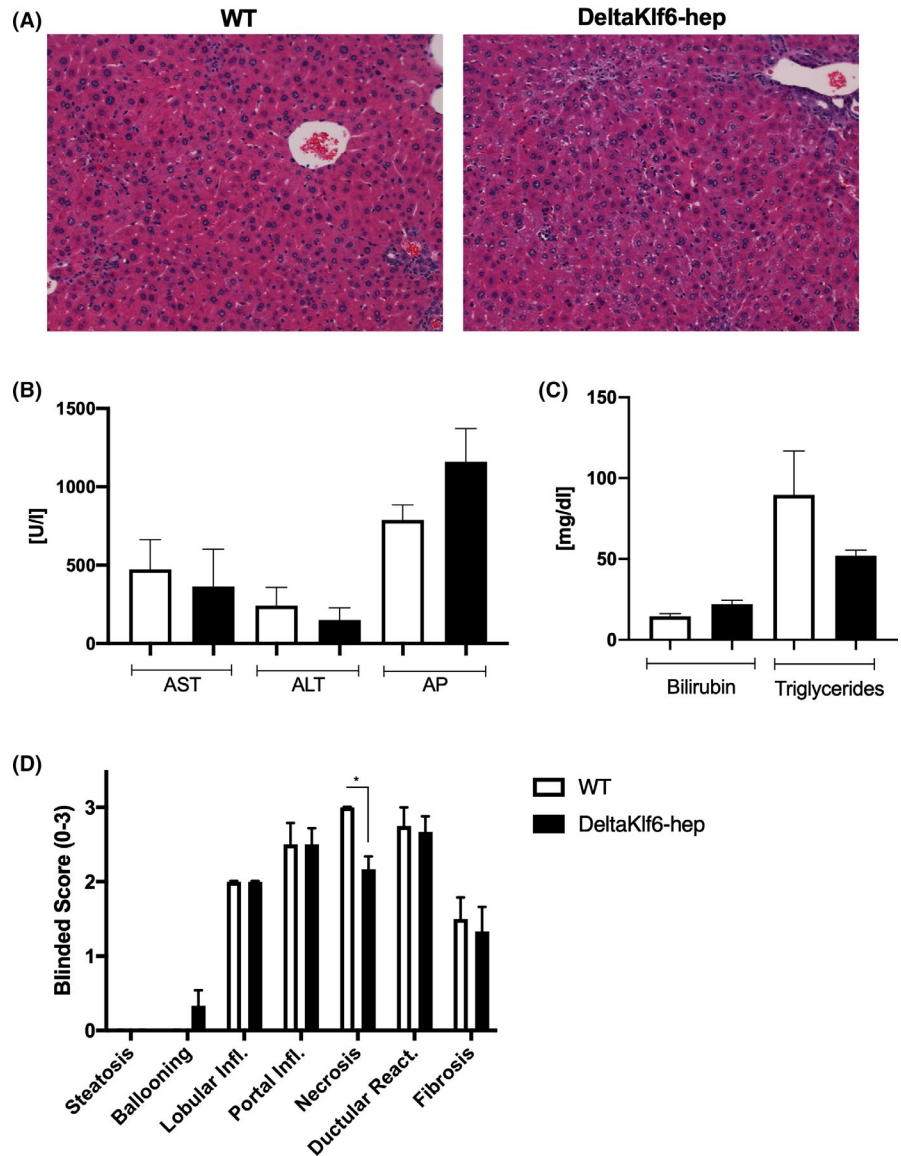 (A)
WT
DeltaKlf6-hep
(B)
1500
1000
500
0
[U/l]
AST
ALT
AP
(C)
150
100
50
0
[mg/dl]
Bilirubin
Triglycerides
(D)
3
2
1
0
Blinded Score (0-3)
*
Steatosis
Ballooning
Lobular Infl.
Portal Infl.
Necrosis
Ductular React.
Fibrosis
WT
DeltaKlf6-hep